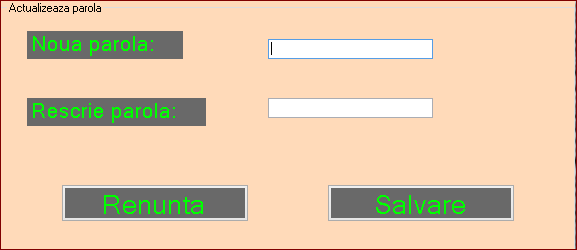 Actualizeaza parola
Noua parola:
Rescrie parola:
Renunta
Salvare